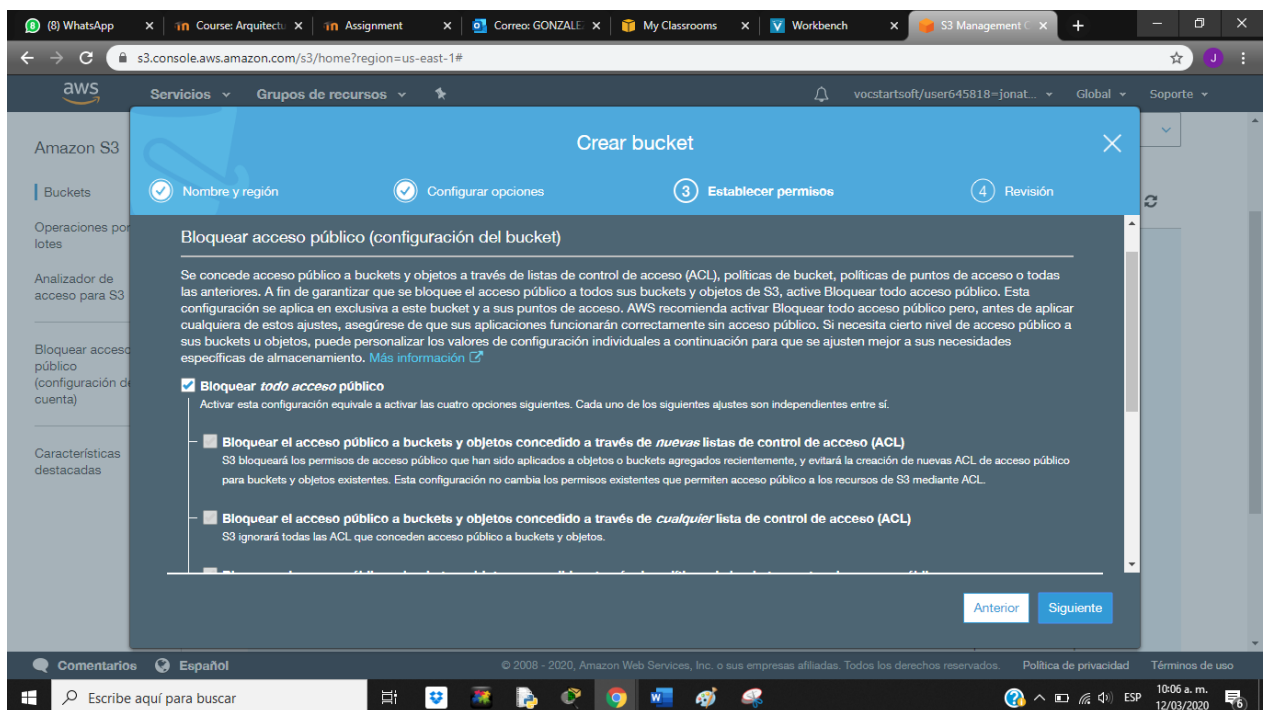 (8) WhatsApp
Course: Arquitectu
Assignment
Correo: GONZALE
My Classrooms
Workbench
S3 Management C
s3.console.aws.amazon.com/s3/home?region=us-east-1#
J
aws
Servicios
Grupos de recursos
vocstartsoft/user645818=jonat...
Global
Soporte
Amazon S3
Buckets
Operaciones por
lotes
Analizador de
acceso para S3
Bloquear acceso
público
(configuración de
cuenta)
Características
destacadas
Crear bucket
Nombre y región
Configurar opciones
3 Establecer permisos
4 Revisión
Bloquear acceso público (configuración del bucket)
Se concede acceso público a buckets y objetos a través de listas de control de acceso (ACL), políticas de bucket, políticas de puntos de acceso o todas
las anteriores. A fin de garantizar que se bloquee el acceso público a todos sus buckets y objetos de S3, active Bloquear todo acceso público. Esta
configuración se aplica en exclusiva a este bucket y a sus puntos de acceso. AWS recomienda activar Bloquear todo acceso público pero, antes de aplicar
cualquiera de estos ajustes, asegúrese de que sus aplicaciones funcionarán correctamente sin acceso público. Si necesita cierto nivel de acceso público a
sus buckets u objetos, puede personalizar los valores de configuración individuales a continuación para que se ajusten mejor a sus necesidades
específicas de almacenamiento. Más información
Bloquear todo acceso público
Activar esta configuración equivale a activar las cuatro opciones siguientes. Cada uno de los siguientes ajustes son independientes entre sí.
Bloquear el acceso público a buckets y objetos concedido a través de nuevas listas de control de acceso (ACL)
S3 bloqueará los permisos de acceso público que han sido aplicados a objetos o buckets agregados recientemente, y evitará la creación de nuevas ACL de acceso público
para buckets y objetos existentes. Esta configuración no cambia los permisos existentes que permiten acceso público a los recursos de S3 mediante ACL.
Bloquear el acceso público a buckets y objetos concedido a través de cualquier lista de control de acceso (ACL)
S3 ignorará todas las ACL que conceden acceso público a buckets y objetos.
Anterior
Siguiente
Comentarios
Español
© 2008 - 2020, Amazon Web Services, Inc. o sus empresas afiliadas. Todos los derechos reservados.
Política de privacidad
Términos de uso
Escribe aquí para buscar
ESP
10:06 a. m.
12/03/2020
6